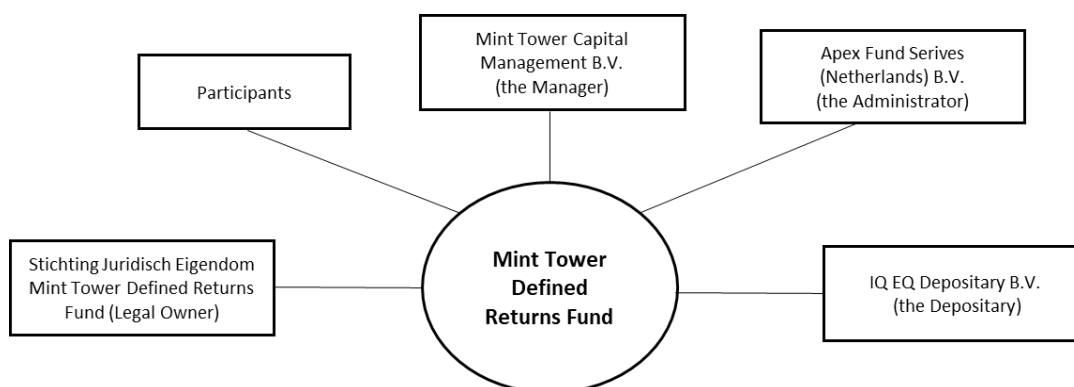 Mint Tower Capital
Management B.V.
(the Manager)
Apex Fund Serives
(Netherlands) B.V.
(the Administrator)
Participants
Stichting Juridisch Eigendom
Mint Tower Defined Returns
Fund (Legal Owner)
Mint Tower
Defined
Returns Fund
IQ EQ Depositary B.V.
(the Depositary)